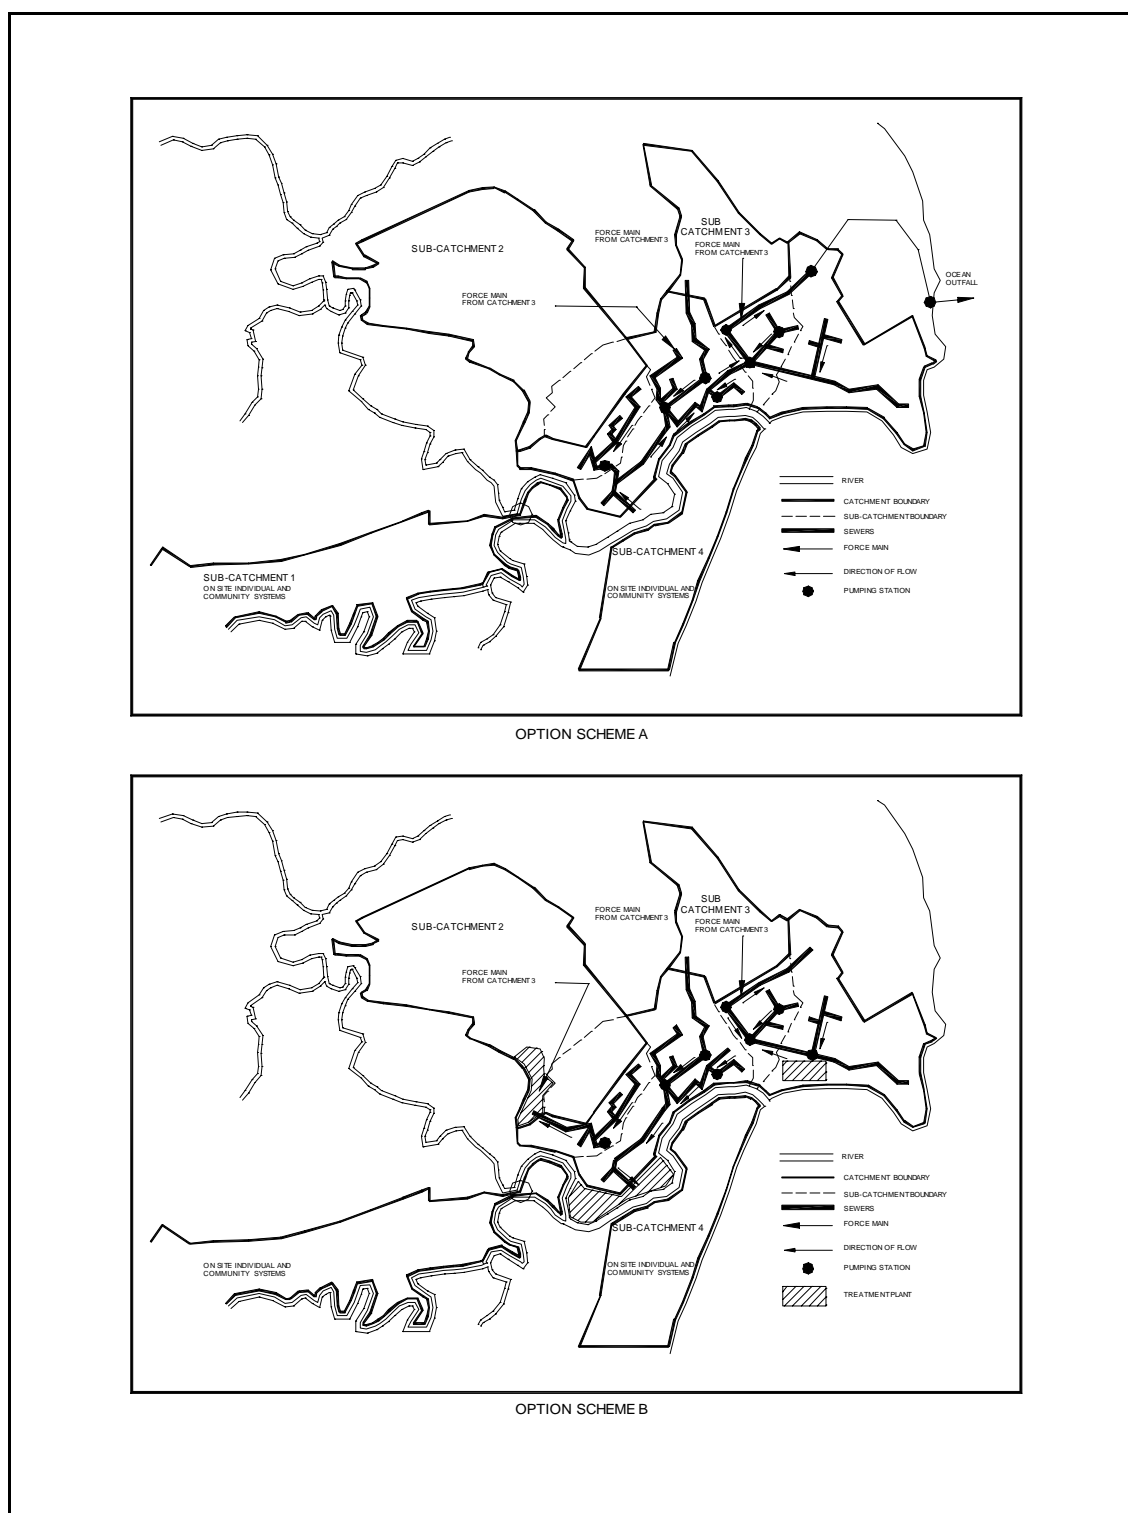 SUB-CATCHMENT 2
FORCE MAIN
FROM CATCHMENT 3
SUB
CATCHMENT 3
FORCE MAIN
FROM CATCHMENT 3
FORCE MAIN
FROM CATCHMENT 3
OCEAN
OUTFALL
RIVER
CATCHMENT BOUNDARY
SUB-CATCHMENT BOUNDARY
SEWERS
FORCE MAIN
DIRECTION OF FLOW
PUMPING STATION
SUB-CATCHMENT 4
ON SITE INDIVIDUAL AND
COMMUNITY SYSTEMS
SUB-CATCHMENT 1
ON SITE INDIVIDUAL AND
COMMUNITY SYSTEMS
OPTION SCHEME A
SUB-CATCHMENT 2
FORCE MAIN
FROM CATCHMENT 3
SUB
CATCHMENT 3
FORCE MAIN
FROM CATCHMENT 3
FORCE MAIN
FROM CATCHMENT 3
RIVER
CATCHMENT BOUNDARY
SUB-CATCHMENT BOUNDARY
SEWERS
FORCE MAIN
DIRECTION OF FLOW
PUMPING STATION
TREATMENT PLANT
SUB-CATCHMENT 4
ON SITE INDIVIDUAL AND
COMMUNITY SYSTEMS
ON SITE INDIVIDUAL AND
COMMUNITY SYSTEMS
OPTION SCHEME B